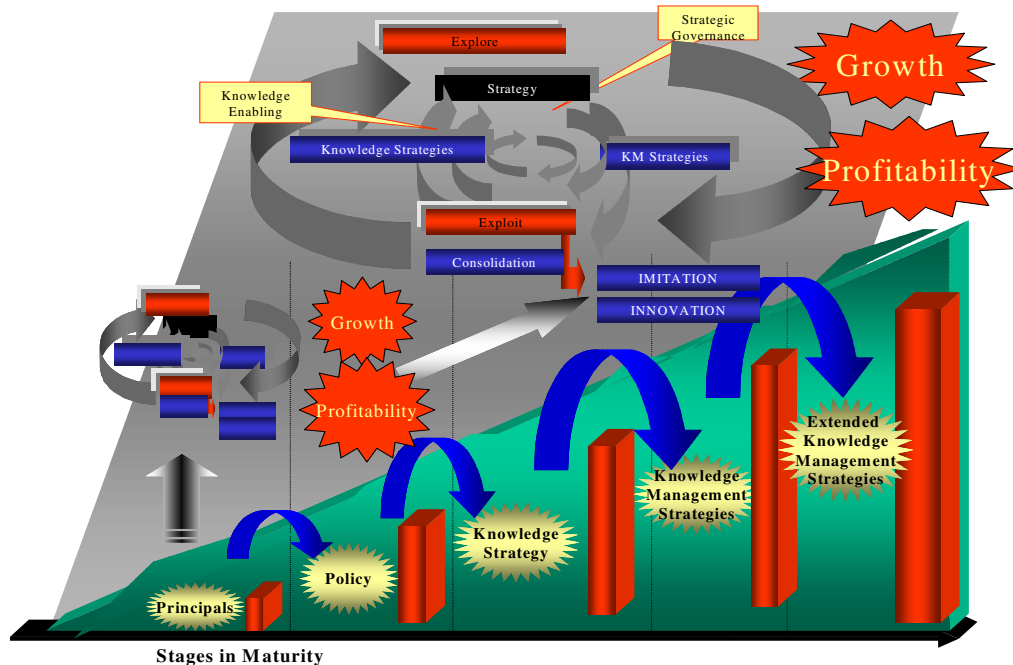 Strategic
Governance
Explore
Growth
Strategy
Knowledge
Enabling
Knowledge Strategies
KM Strategies
Profitability
Exploit
Consolidation
IMITATION
INNOVATION
Growth
Profitability
Extended
Knowledge
Management
Strategies
Knowledge
Management
Strategies
Knowledge
Strategy
Policy
Principals
Stages in Maturity